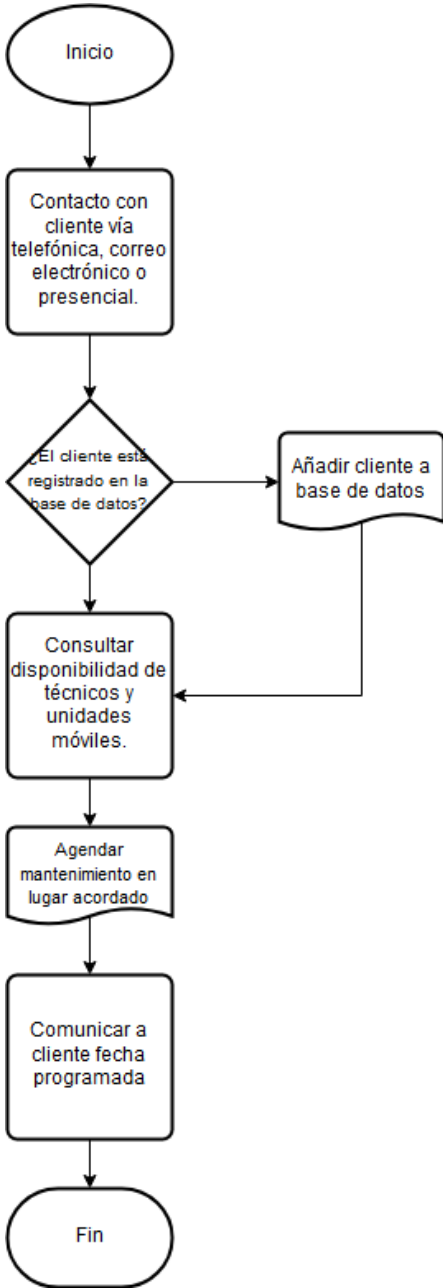 Inicio
Contacto con
cliente vía
telefónica, correo
electrónico o
presencial.
¿El cliente está
registrado en la
base de datos?
Añadir cliente a
base de datos
Consultar
disponibilidad de
técnicos y
unidades
móviles.
Agendar
mantenimiento en
lugar acordado
Comunicar a
cliente fecha
programada
Fin